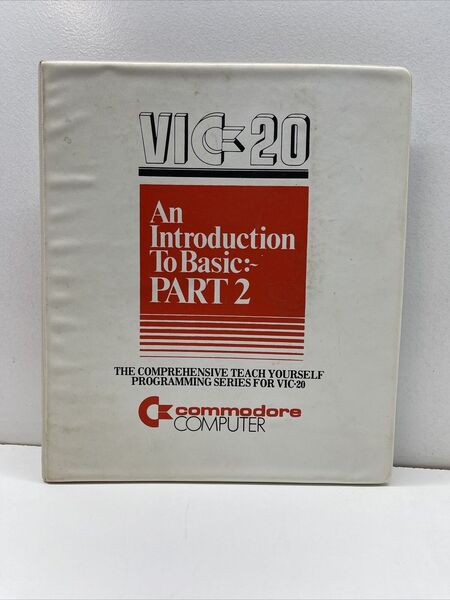 VIC-20
An
Introduction
To Basic:-
PART 2
THE COMPREHENSIVE TEACH YOURSELF
PROGRAMMING SERIES FOR VIC-20
commodore
COMPUTER